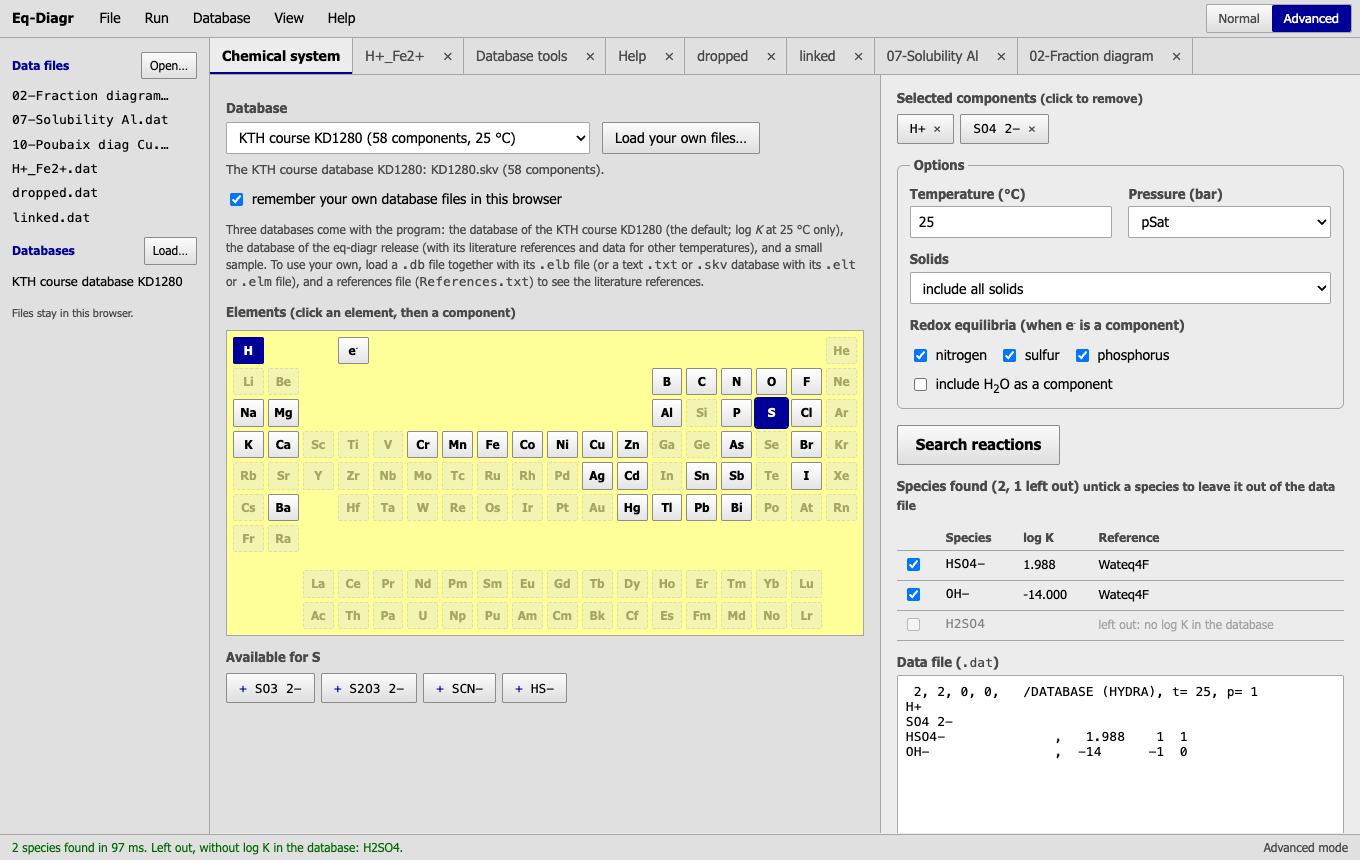 Eq-Diagr File Run Database View Help Normal Advanced
Chemical system H+_Fe2+ × Database tools × Help × dropped × linked × 07-Solubility Al × 02-Fraction diagram ×
Data files Open...
02-Fraction diagram…
07-Solubility Al.dat
10-Poubaix diag Cu.…
H+_Fe2+.dat
dropped.dat
linked.dat
Databases Load...
KTH course database KD1280
Files stay in this browser.
Database
KTH course KD1280 (58 components, 25 °C) Load your own files...
The KTH course database KD1280: KD1280.skv (58 components).
remember your own database files in this browser
Three databases come with the program: the database of the KTH course KD1280 (the default; log K at 25 °C only),
the database of the eq-diagr release (with its literature references and data for other temperatures), and a small
sample. To use your own, load a .db file together with its .elb file (or a text .txt or .skv database with its .elt
or .elm file), and a references file (References.txt) to see the literature references.
Elements (click an element, then a component)
H e- He
Li Be B C N O F Ne
Na Mg Al Si P S Cl Ar
K Ca Sc Ti V Cr Mn Fe Co Ni Cu Zn Ga Ge As Se Br Kr
Rb Sr Y Zr Nb Mo Tc Ru Rh Pd Ag Cd In Sn Sb Te I Xe
Cs Ba Hf Ta W Re Os Ir Pt Au Hg Tl Pb Bi Po At Rn
Fr Ra
La Ce Pr Nd Pm Sm Eu Gd Tb Dy Ho Er Tm Yb Lu
Ac Th Pa U Np Pu Am Cm Bk Cf Es Fm Md No Lr
Available for S
+ SO3 2− + S2O3 2− + SCN− + HS−
Selected components (click to remove)
H+ × SO4 2− ×
Options
Temperature (°C) Pressure (bar)
25 pSat
Solids
include all solids
Redox equilibria (when e- is a component)
nitrogen sulfur phosphorus
include H2O as a component
Search reactions
Species found (2, 1 left out) untick a species to leave it out of the data
file
Species log K Reference
HSO4− 1.988 Wateq4F
OH− -14.000 Wateq4F
H2SO4 left out: no log K in the database
Data file (.dat)
2, 2, 0, 0, /DATABASE (HYDRA), t= 25, p= 1
H+
SO4 2−
HSO4− , 1.988 1 1
OH− , −14 −1 0
2 species found in 97 ms. Left out, without log K in the database: H2SO4. Advanced mode